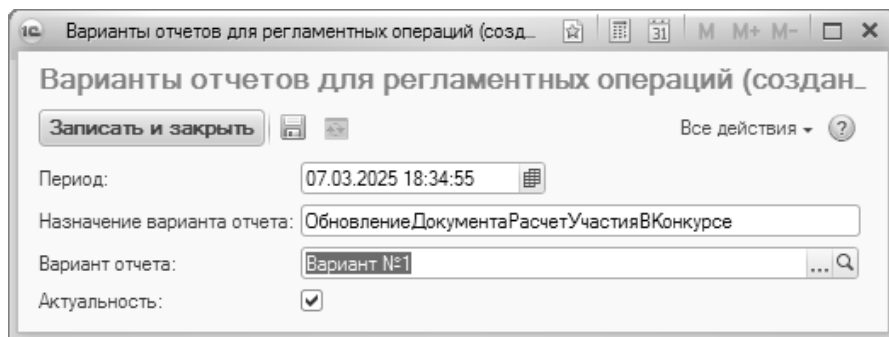 1С Варианты отчетов для регламентных операций (созд... 31 M M+ M-
Варианты отчетов для регламентных операций (создан...
Записать и закрыть Все действия ?
Период: 07.03.2025 18:34:55
Назначение варианта отчета: ОбновлениеДокументаРасчетУчастияВКонкурсе
Вариант отчета: Вариант №1 ...
Актуальность: